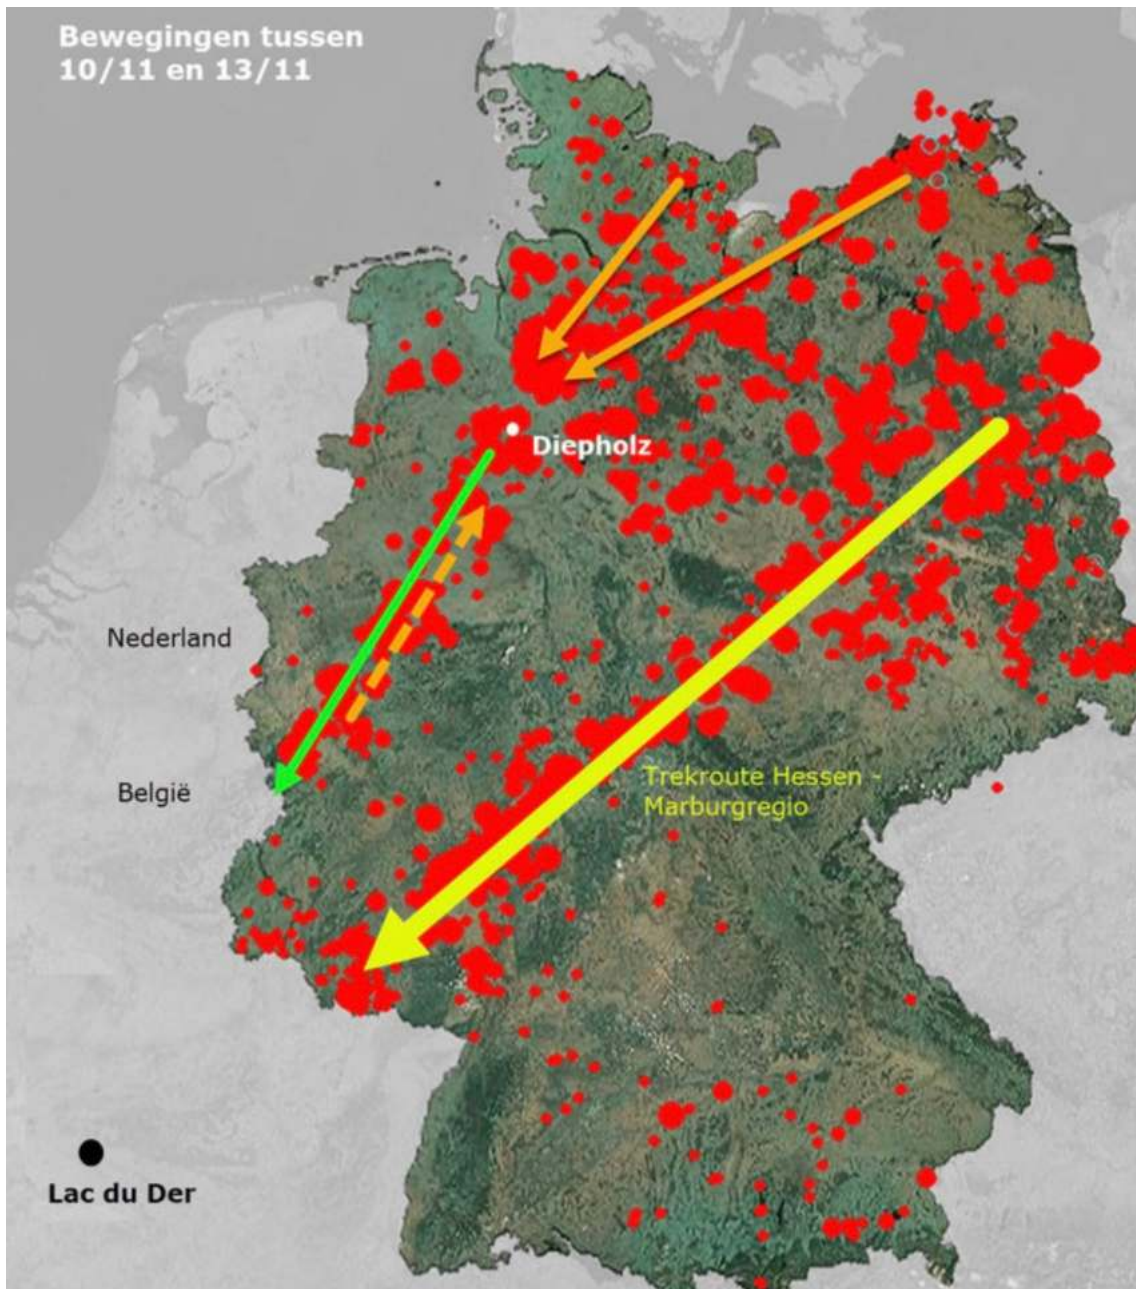 Bewegingen tussen
10/11 en 13/11
Diepholz
Nederland
België
Trekroute Hessen -
Marburgregio
Lac du Der